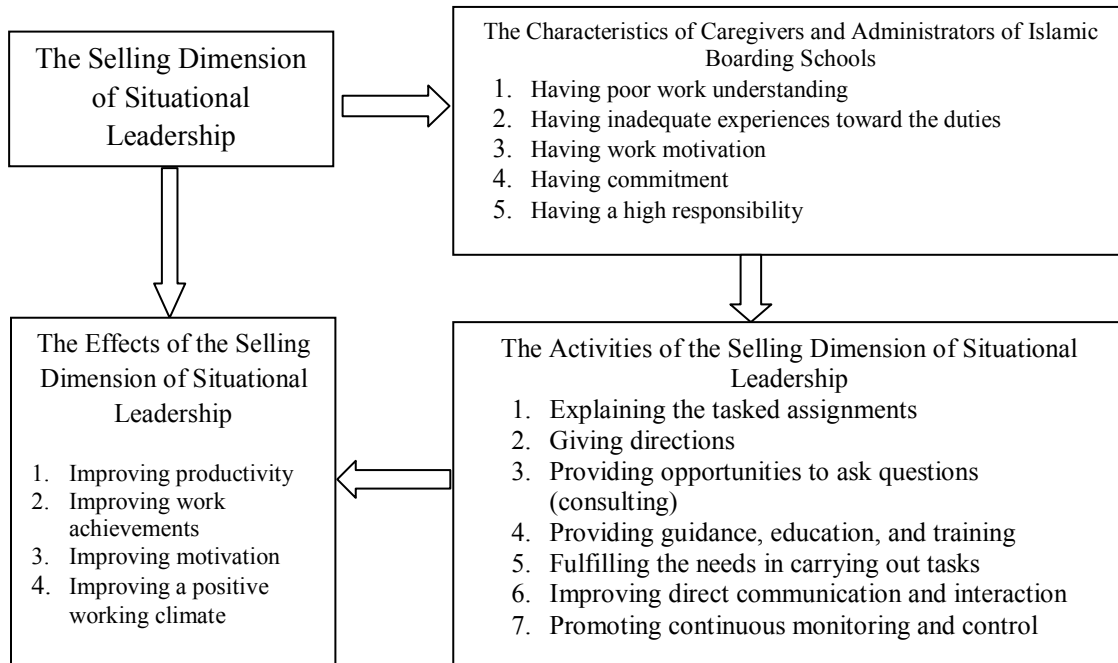 The Selling Dimension
of Situational
Leadership
The Characteristics of Caregivers and Administrators of Islamic
Boarding Schools
1. Having poor work understanding
2. Having inadequate experiences toward the duties
3. Having work motivation
4. Having commitment
5. Having a high responsibility
The Effects of the Selling
Dimension of Situational
Leadership
1. Improving productivity
2. Improving work
achievements
3. Improving motivation
4. Improving a positive
working climate
The Activities of the Selling Dimension of Situational
Leadership
1. Explaining the tasked assignments
2. Giving directions
3. Providing opportunities to ask questions
(consulting)
4. Providing guidance, education, and training
5. Fulfilling the needs in carrying out tasks
6. Improving direct communication and interaction
7. Promoting continuous monitoring and control